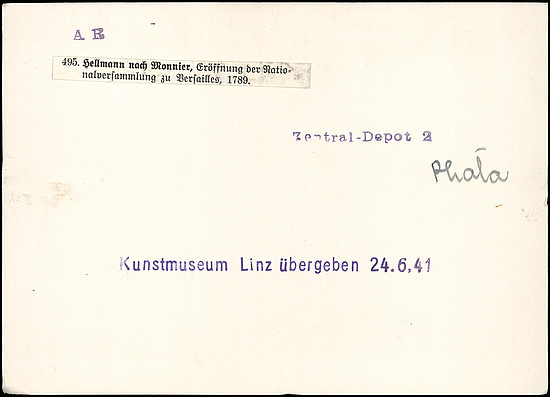 AR
495. Hellmann nach Monnier, Eröffnung der Natio-
nalversammlung zu Versailles, 1789.
Zentral-Depot 2
Kunstmuseum Linz übergeben 24.6,41